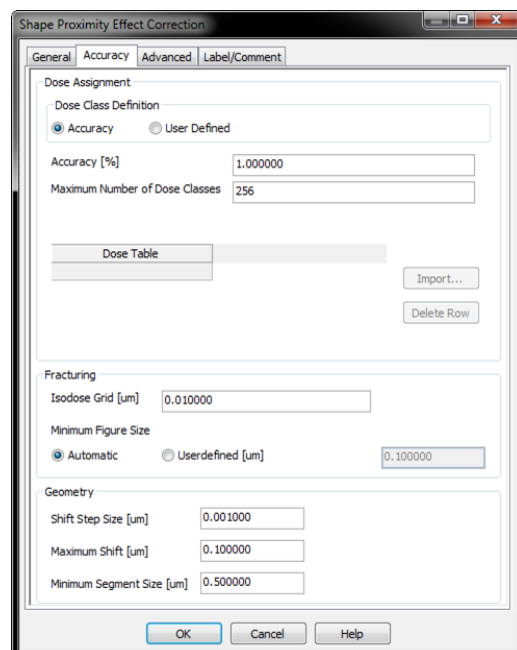 Shape Proximity Effect Correction
General Accuracy Advanced Label/Comment
Dose Assignment
Dose Class Definition
Accuracy User Defined
Accuracy [%] 1.000000
Maximum Number of Dose Classes 256
Dose Table
Import...
Delete Row
Fracturing
Isodose Grid [um] 0.010000
Minimum Figure Size
Automatic Userdefined [um] 0.100000
Geometry
Shift Step Size [um] 0.001000
Maximum Shift [um] 0.100000
Minimum Segment Size [um] 0.500000
OK Cancel Help